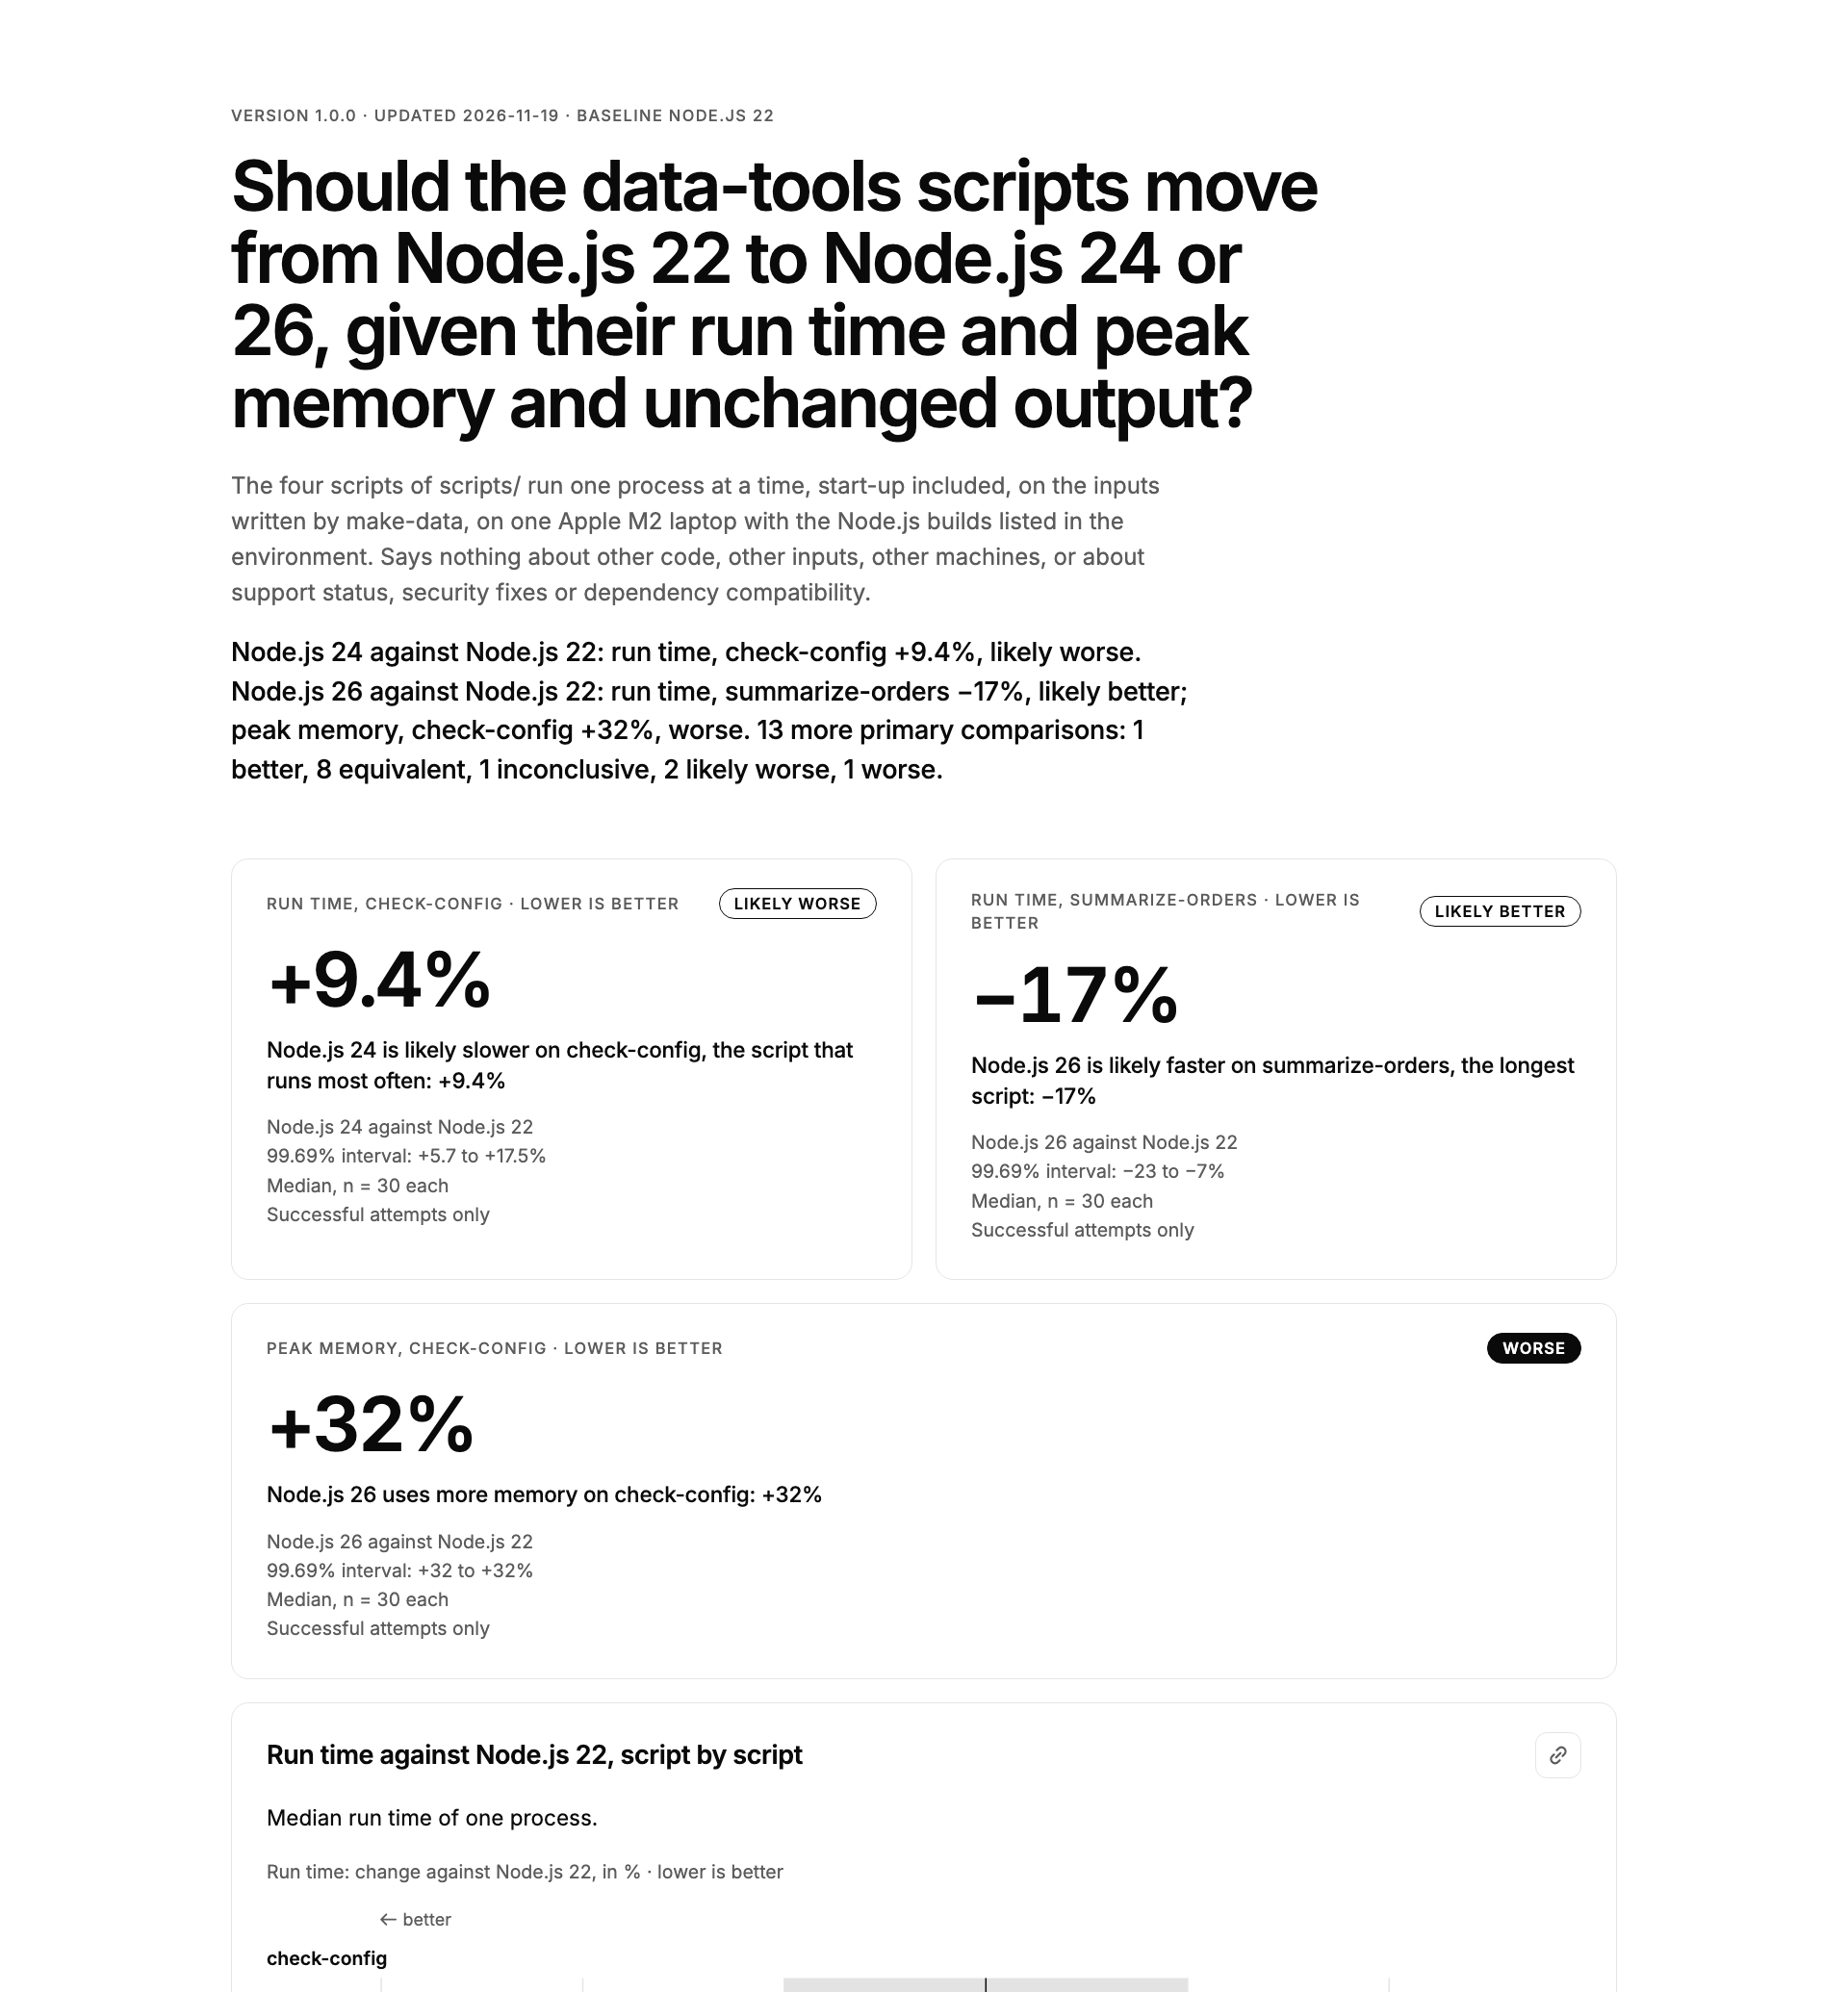 VERSION 1.0.0 · UPDATED 2026-11-19 · BASELINE NODE.JS 22
Should the data-tools scripts move
from Node.js 22 to Node.js 24 or
26, given their run time and peak
memory and unchanged output?
The four scripts of scripts/ run one process at a time, start-up included, on the inputs
written by make-data, on one Apple M2 laptop with the Node.js builds listed in the
environment. Says nothing about other code, other inputs, other machines, or about
support status, security fixes or dependency compatibility.
Node.js 24 against Node.js 22: run time, check-config +9.4%, likely worse.
Node.js 26 against Node.js 22: run time, summarize-orders −17%, likely better;
peak memory, check-config +32%, worse. 13 more primary comparisons: 1
better, 8 equivalent, 1 inconclusive, 2 likely worse, 1 worse.
RUN TIME, CHECK-CONFIG · LOWER IS BETTER
LIKELY WORSE
+9.4%
Node.js 24 is likely slower on check-config, the script that
runs most often: +9.4%
Node.js 24 against Node.js 22
99.69% interval: +5.7 to +17.5%
Median, n = 30 each
Successful attempts only
RUN TIME, SUMMARIZE-ORDERS · LOWER IS
BETTER
LIKELY BETTER
−17%
Node.js 26 is likely faster on summarize-orders, the longest
script: −17%
Node.js 26 against Node.js 22
99.69% interval: −23 to −7%
Median, n = 30 each
Successful attempts only
PEAK MEMORY, CHECK-CONFIG · LOWER IS BETTER
WORSE
+32%
Node.js 26 uses more memory on check-config: +32%
Node.js 26 against Node.js 22
99.69% interval: +32 to +32%
Median, n = 30 each
Successful attempts only
Run time against Node.js 22, script by script
Median run time of one process.
Run time: change against Node.js 22, in % · lower is better
← better
check-config